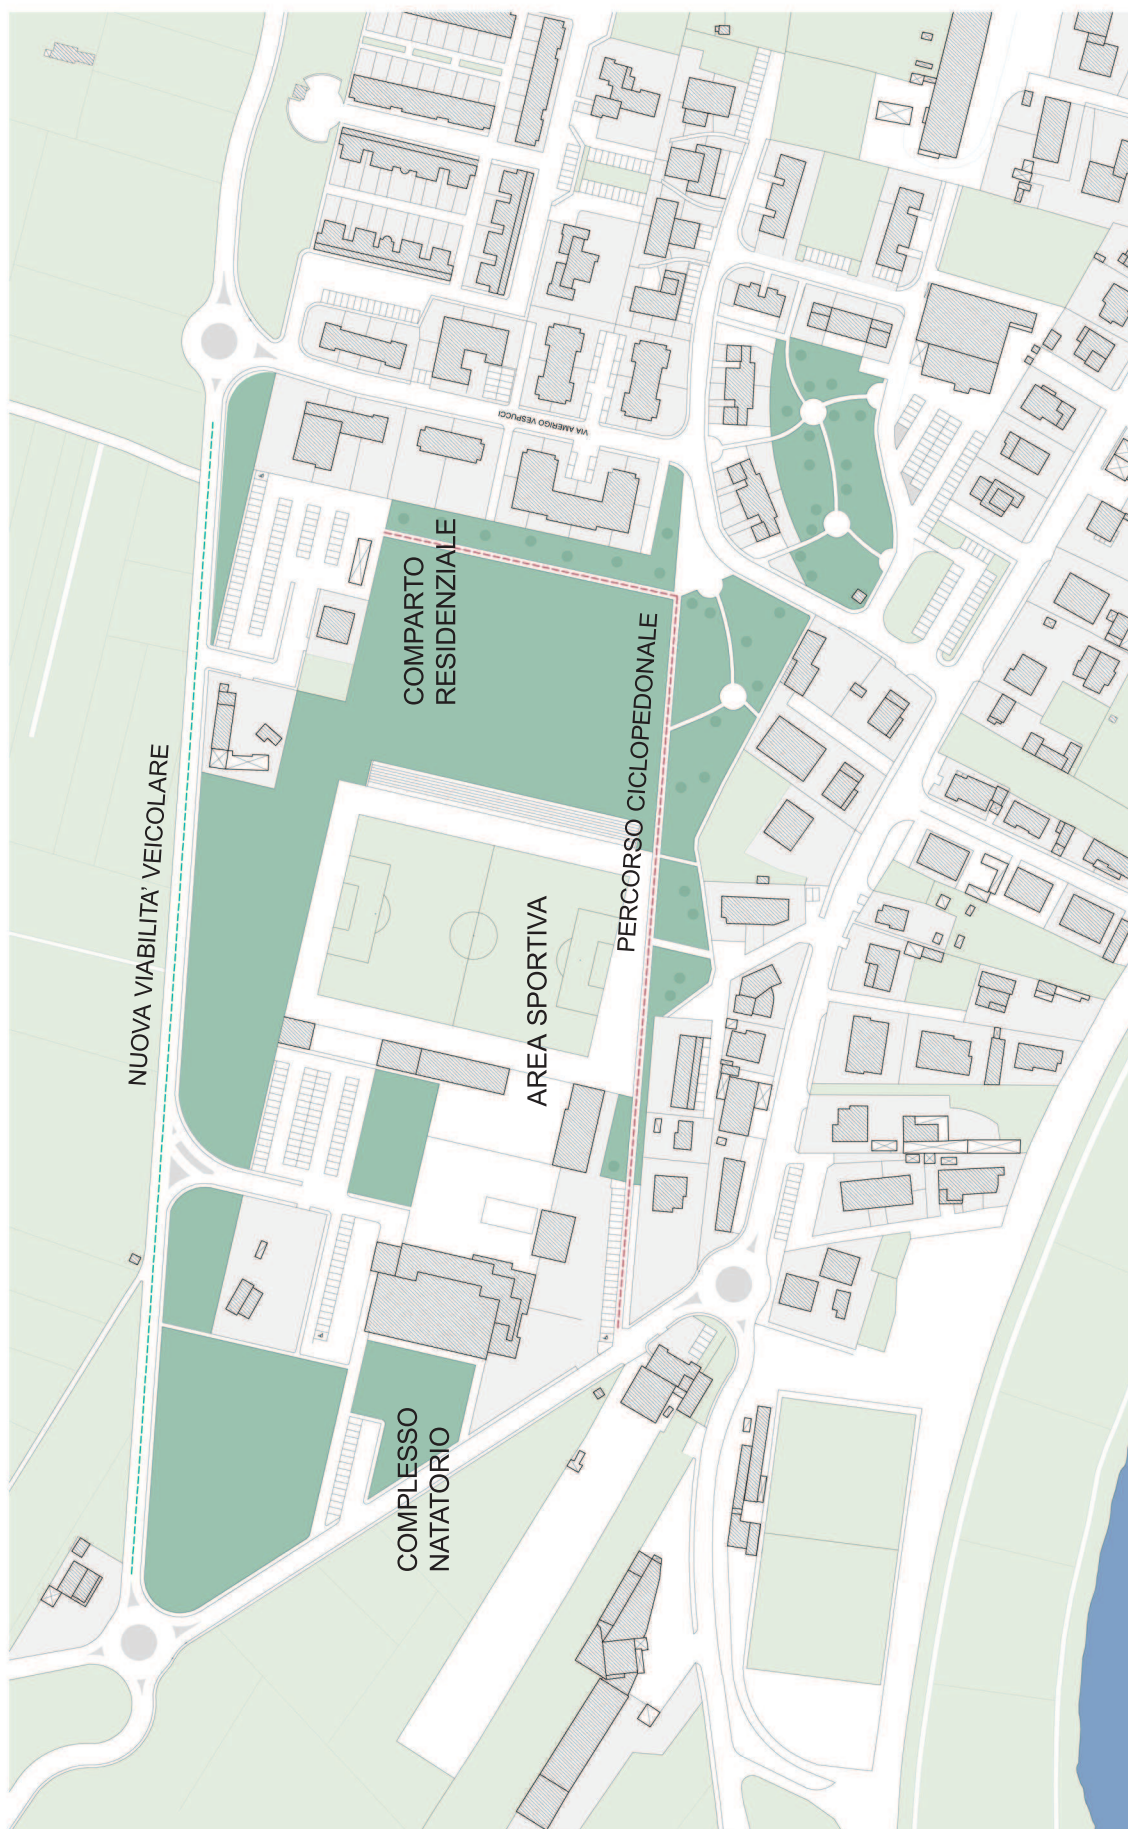 NUOVA VIABILITA' VEICOLARE
COMPLESSO
NATATORIO
AREA SPORTIVA
COMPARTO
RESIDENZIALE
PERCORSO CICLOPEDONALE
VIA AMERIGO VESPUCCI